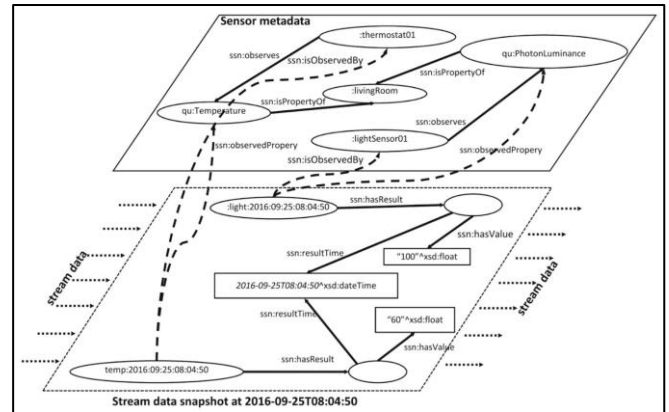 Sensor metadata
:thermostat01
ssn:observes
ssn:isObservedBy
qu:PhotonLuminance
ssn:isPropertyOf
:livingRoom
qu:Temperature
ssn:isPropertyOf
ssn:observes
:lightSensor01
ssn:observedPropery
ssn:isObservedBy
ssn:observedPropery
:light:2016:09:25:08:04:50
ssn:hasResult
ssn:resultTime
ssn:hasValue
"100"^xsd:float
stream data
stream data
2016-09-25T08:04:50^xsd:dateTime
ssn:resultTime
"60"^xsd:float
ssn:hasValue
temp:2016:09:25:08:04:50
ssn:hasResult
Stream data snapshot at 2016-09-25T08:04:50